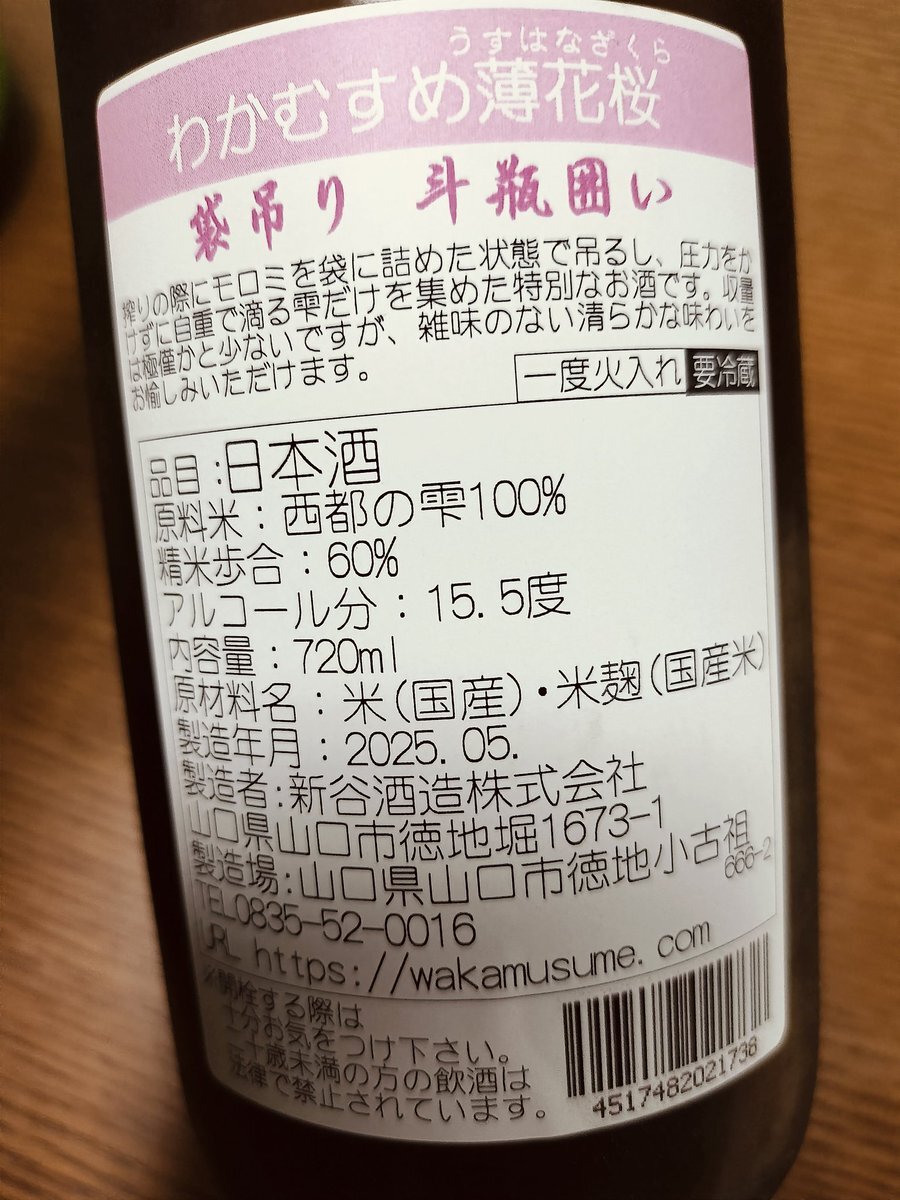 うすはなざくら
わかむすめ薄花桜
袋吊り 斗瓶囲い
搾りの際にモロミを袋に詰めた状態で吊るし、圧力をか
けずに自重で滴る雫だけを集めた特別なお酒です。収量
は極僅かと少ないですが、雑味のない清らかな味わいを
お愉しみいただけます。
一度火入れ 要冷蔵
品目:日本酒
原料米:西都の雫100%
精米歩合:60%
アルコール分:15.5度
内容量:720ml
原材料名:米(国産)・米麹(国産米)
製造年月:2025.05.
製造者:新谷酒造株式会社
山口県山口市徳地堀1673-1
製造場:山口県山口市徳地小古祖
666-2
TEL0835-52-0016
URL https://wakamusume.com
※開栓する際は
十分お気をつけ下さい。
二十歳未満の方の飲酒は
法律で禁止されています。
4517482021738